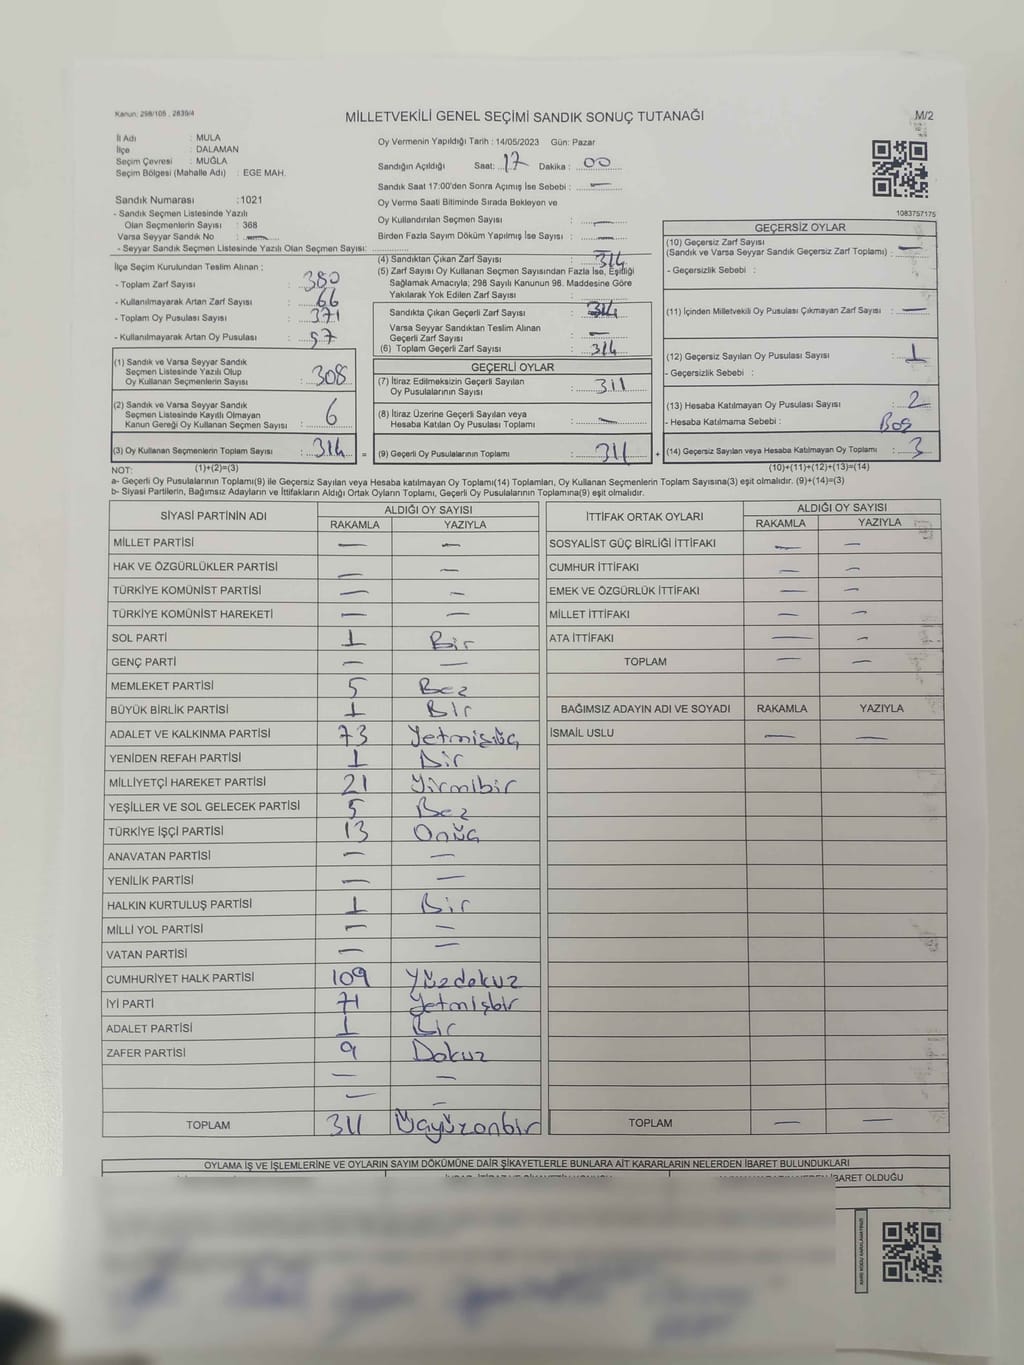 Kanun: 298/105 , 2839/4
MİLLETVEKİLİ GENEL SEÇİMİ SANDIK SONUÇ TUTANAĞI
M/2
İl Adı : MULA
İlçe : DALAMAN
Seçim Çevresi : MUĞLA
Seçim Bölgesi (Mahalle Adı) : EGE MAH.
Sandık Numarası :1021
- Sandık Seçmen Listesinde Yazılı
Olan Seçmenlerin Sayısı : 368
Varsa Seyyar Sandık No : —
- Seyyar Sandık Seçmen Listesinde Yazılı Olan Seçmen Sayısı:
Oy Vermenin Yapıldığı Tarih : 14/05/2023 Gün: Pazar
Sandığın Açıldığı Saat: 17 Dakika : 00
Sandık Saat 17:00'den Sonra Açımış İse Sebebi : —
Oy Verme Saati Bitiminde Sırada Bekleyen ve
Oy Kullandırılan Seçmen Sayısı : —
Birden Fazla Sayım Döküm Yapılmış İse Sayısı : —
1083757175
İlçe Seçim Kurulundan Teslim Alınan :
- Toplam Zarf Sayısı : 380
- Kullanılmayarak Artan Zarf Sayısı : 66
- Toplam Oy Pusulası Sayısı : 371
- Kullanılmayarak Artan Oy Pusulası : 57
(1) Sandık ve Varsa Seyyar Sandık
Seçmen Listesinde Yazılı Olup
Oy Kullanan Seçmenlerin Sayısı : 308
(2) Sandık ve Varsa Seyyar Sandık
Seçmen Listesinde Kayıtlı Olmayan
Kanun Gereği Oy Kullanan Seçmen Sayısı : 6
(3) Oy Kullanan Seçmenlerin Toplam Sayısı : 314 =
(4) Sandıktan Çıkan Zarf Sayısı : 314
(5) Zarf Sayısı Oy Kullanan Seçmen Sayısından Fazla İse, Eşitliği
Sağlamak Amacıyla; 298 Sayılı Kanunun 98. Maddesine Göre
Yakılarak Yok Edilen Zarf Sayısı :
Sandıkta Çıkan Geçerli Zarf Sayısı : 314
Varsa Seyyar Sandıktan Teslim Alınan
Geçerli Zarf Sayısı : —
(6) Toplam Geçerli Zarf Sayısı : 314
GEÇERLİ OYLAR
(7) İtiraz Edilmeksizin Geçerli Sayılan
Oy Pusulalarının Sayısı : 311
(8) İtiraz Üzerine Geçerli Sayılan veya
Hesaba Katılan Oy Pusulası Toplamı : —
(9) Geçerli Oy Pusulalarının Toplamı : 311 +
GEÇERSİZ OYLAR
(10) Geçersiz Zarf Sayısı
(Sandık ve Varsa Seyyar Sandık Geçersiz Zarf Toplamı) : —
- Geçersizlik Sebebi :
(11) İçinden Milletvekili Oy Pusulası Çıkmayan Zarf Sayısı : —
(12) Geçersiz Sayılan Oy Pusulası Sayısı : 1
- Geçersizlik Sebebi :
(13) Hesaba Katılmayan Oy Pusulası Sayısı : 2
- Hesaba Katılmama Sebebi : Boş
(14) Geçersiz Sayılan veya Hesaba Katılmayan Oy Toplamı : 3
NOT: (1)+(2)=(3) (10)+(11)+(12)+(13)=(14)
a- Geçerli Oy Pusulalarının Toplamı(9) ile Geçersiz Sayılan veya Hesaba katılmayan Oy Toplamı(14) Toplamları, Oy Kullanan Seçmenlerin Toplam Sayısına(3) eşit olmalıdır. (9)+(14)=(3)
b- Siyasi Partilerin, Bağımsız Adayların ve İttifakların Aldığı Ortak Oyların Toplamı, Geçerli Oy Pusulalarının Toplamına(9) eşit olmalıdır.
SİYASİ PARTİNİN ADI ALDIĞI OY SAYISI
RAKAMLA YAZIYLA
MİLLET PARTİSİ — —
HAK VE ÖZGÜRLÜKLER PARTİSİ — —
TÜRKİYE KOMÜNİST PARTİSİ — —
TÜRKİYE KOMÜNİST HAREKETİ — —
SOL PARTİ 1 Bir
GENÇ PARTİ — —
MEMLEKET PARTİSİ 5 Beş
BÜYÜK BİRLİK PARTİSİ 1 Bir
ADALET VE KALKINMA PARTİSİ 73 Yetmişüç
YENİDEN REFAH PARTİSİ 1 Bir
MİLLİYETÇİ HAREKET PARTİSİ 21 Yirmibir
YEŞİLLER VE SOL GELECEK PARTİSİ 5 Beş
TÜRKİYE İŞÇİ PARTİSİ 13 Onüç
ANAVATAN PARTİSİ — —
YENİLİK PARTİSİ — —
HALKIN KURTULUŞ PARTİSİ 1 Bir
MİLLİ YOL PARTİSİ — —
VATAN PARTİSİ — —
CUMHURİYET HALK PARTİSİ 109 Yüzdokuz
İYİ PARTİ 71 Yetmişbir
ADALET PARTİSİ 1 Bir
ZAFER PARTİSİ 9 Dokuz
— —
— —
TOPLAM 311 Üçyüzonbir
İTTİFAK ORTAK OYLARI ALDIĞI OY SAYISI
RAKAMLA YAZIYLA
SOSYALİST GÜÇ BİRLİĞİ İTTİFAKI — —
CUMHUR İTTİFAKI — —
EMEK VE ÖZGÜRLÜK İTTİFAKI — —
MİLLET İTTİFAKI — —
ATA İTTİFAKI — —
TOPLAM — —
BAĞIMSIZ ADAYIN ADI VE SOYADI RAKAMLA YAZIYLA
İSMAİL USLU — —
TOPLAM — —
OYLAMA İŞ VE İŞLEMLERİNE VE OYLARIN SAYIM DÖKÜMÜNE DAİR ŞİKAYETLERLE BUNLARA AİT KARARLARIN NELERDEN İBARET BULUNDUKLARI
BARET OLDUĞU